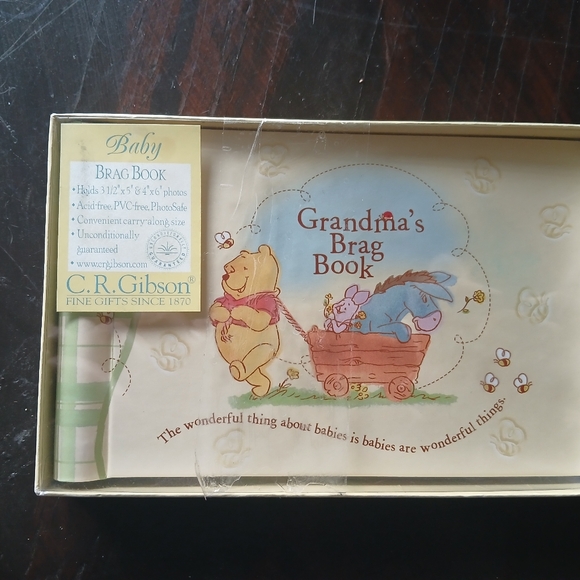 Baby
BRAG BOOK
• Holds 3 1/2" x 5" & 4" x 6" photos
• Acid-free, PVC-free, PhotoSafe
• Convenient carry-along size
• Unconditionally
guaranteed
• www.crgibson.com
C.R. Gibson®
FINE GIFTS SINCE 1870
Grandma's
Brag
Book
The wonderful thing about babies is babies are wonderful things.